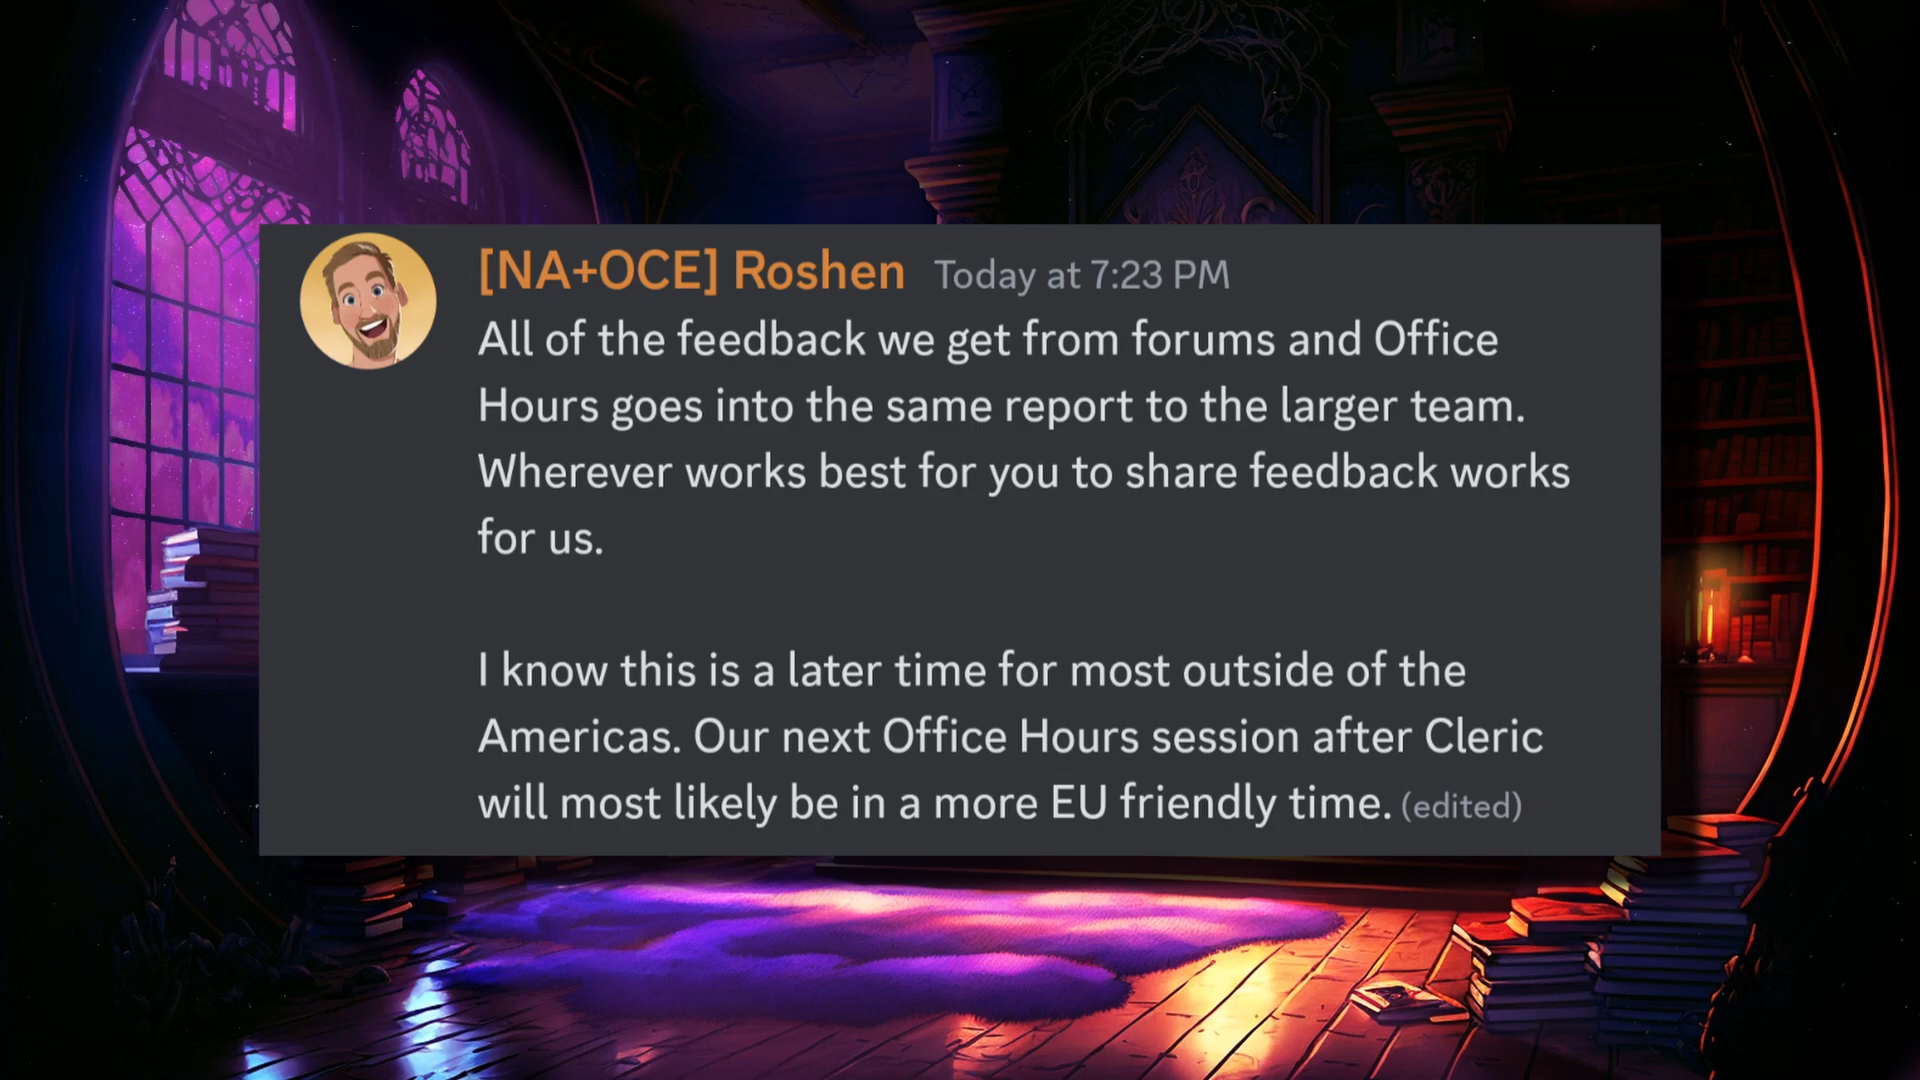 [NA+OCE] Roshen Today at 7:23 PM
All of the feedback we get from forums and Office
Hours goes into the same report to the larger team.
Wherever works best for you to share feedback works
for us.
I know this is a later time for most outside of the
Americas. Our next Office Hours session after Cleric
will most likely be in a more EU friendly time. (edited)